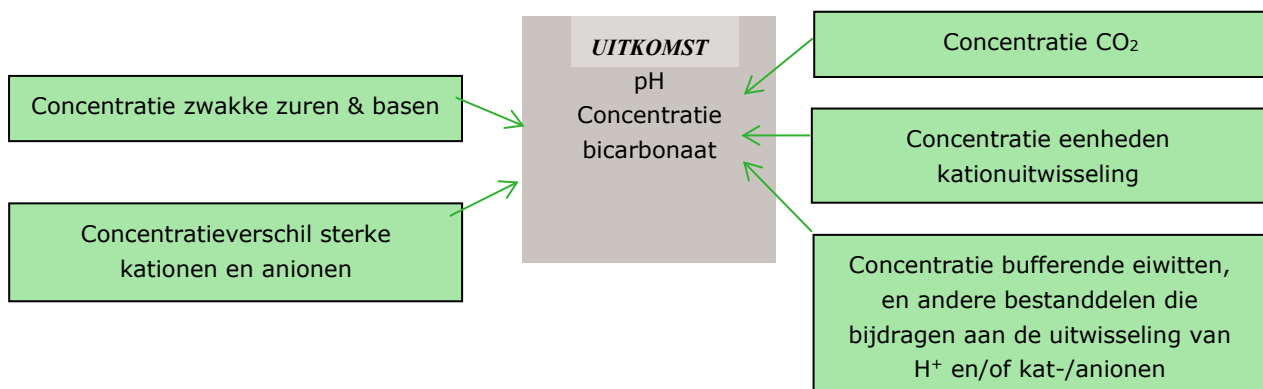 UITKOMST
pH
Concentratie
bicarbonaat
Concentratie zwakke zuren & basen
Concentratieverschil sterke
kationen en anionen
Concentratie CO₂
Concentratie eenheden
kationuitwisseling
Concentratie bufferende eiwitten,
en andere bestanddelen die
bijdragen aan de uitwisseling van
H⁺ en/of kat-/anionen